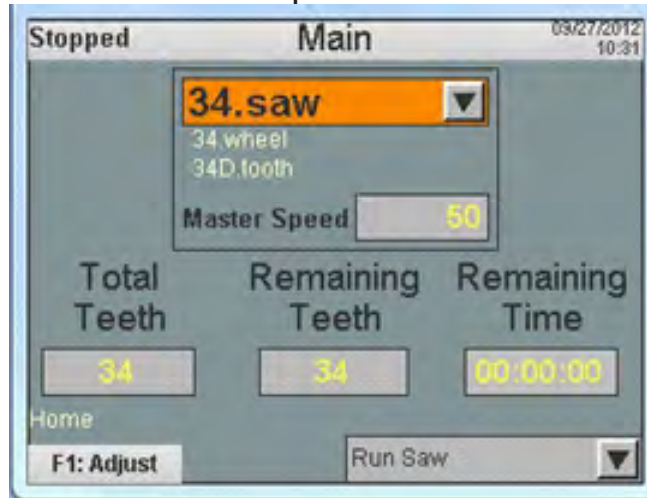 Stopped
Main
09/27/2012
10:31
34.saw
34.wheel
34D.tooth
Master Speed 50
Total Teeth
Remaining Teeth
Remaining Time
34
34
00:00:00
Home
F1: Adjust
Run Saw